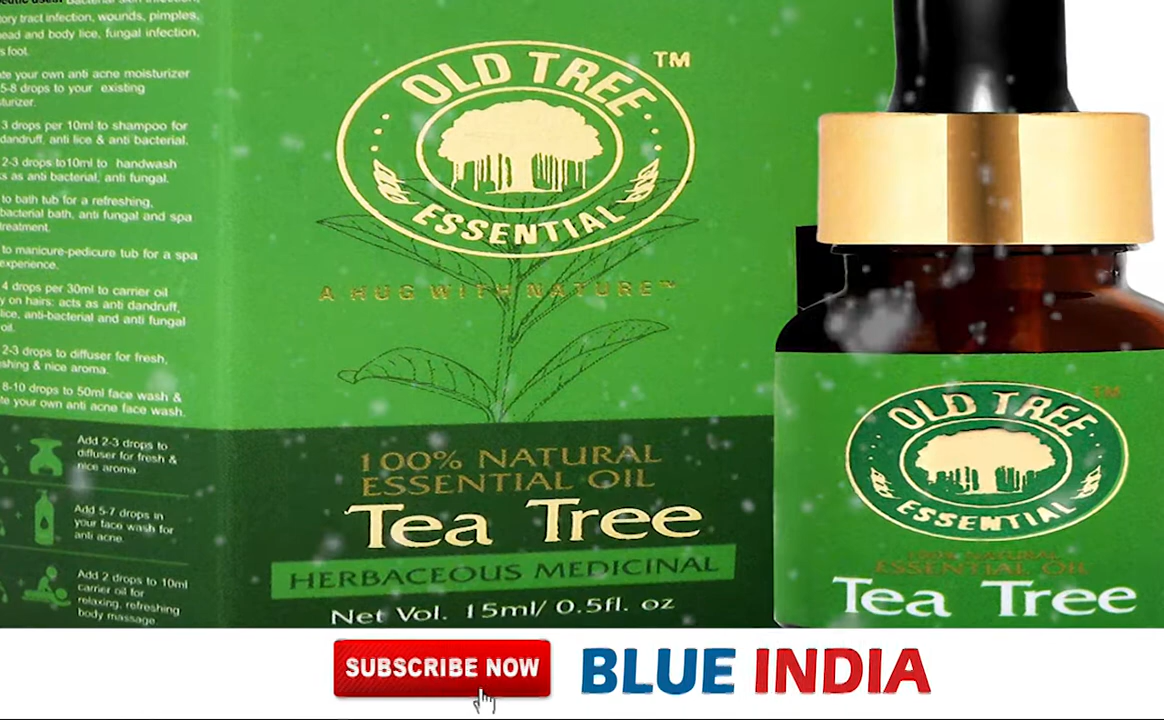 ory tract infection, wounds, pimples,
ead and body lice, fungal infection,
s foot.
te your own anti acne moisturizer
5-8 drops to your existing
turizer.
3 drops per 10ml to shampoo for
dandruff, anti lice & anti bacterial.
2-3 drops to10ml to handwash
s as anti bacterial, anti fungal.
to bath tub for a refreshing,
bacterial bath, anti fungal and spa
treatment.
to manicure-pedicure tub for a spa
experience.
4 drops per 30ml to carrier oil
y on hairs: acts as anti dandruff,
lice, anti-bacterial and anti fungal
oil.
2-3 drops to diffuser for fresh,
shing & nice aroma.
8-10 drops to 50ml face wash &
te your own anti acne face wash.
Add 2-3 drops to
diffuser for fresh &
nice aroma
Add 5-7 drops in
your face wash for
anti acne.
Add 2 drops to 10ml
carrier oil for
relaxing, refreshing
body massage.
OLD TREE TM
ESSENTIAL
A HUG WITH NATURE™
100% NATURAL
ESSENTIAL OIL
Tea Tree
HERBACEOUS MEDICINAL
Net Vol. 15ml/ 0.5fl. oz
OLD TREE TM
ESSENTIAL
100% NATURAL
ESSENTIAL OIL
Tea Tree
SUBSCRIBE NOW
BLUE INDIA